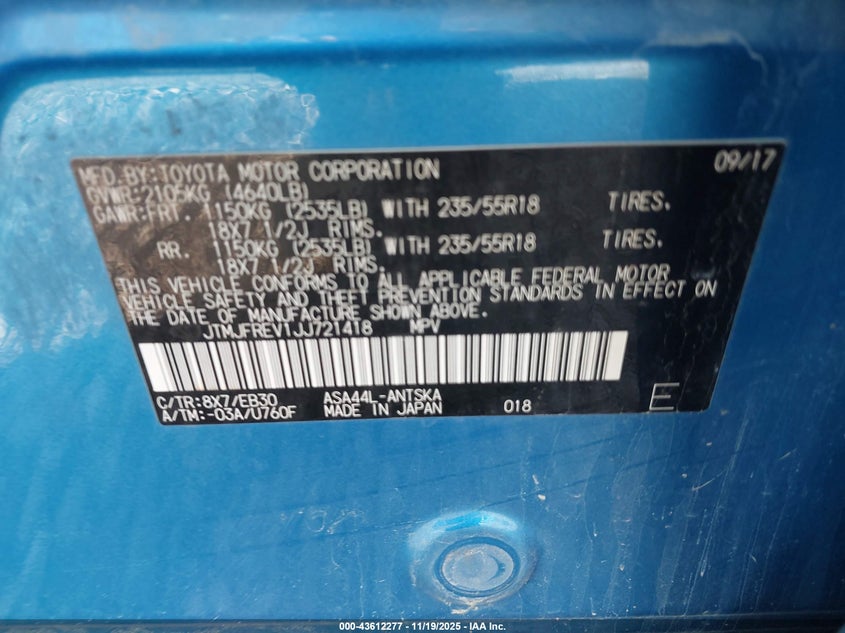 MFD. BY: TOYOTA MOTOR CORPORATION 09/17
GVWR: 2105KG (4640LB)
GAWR: FRT. 1150KG (2535LB) WITH 235/55R18 TIRES.
18X7 1/2J RIMS.
RR. 1150KG (2535LB) WITH 235/55R18 TIRES.
18X7 1/2J RIMS.
THIS VEHICLE CONFORMS TO ALL APPLICABLE FEDERAL MOTOR
VEHICLE SAFETY AND THEFT PREVENTION STANDARDS IN EFFECT ON
THE DATE OF MANUFACTURE SHOWN ABOVE.
JTMJFREV1JJ721418 MPV
C/TR: 8X7/EB30 ASA44L-ANTSKA
A/TM: -03A/U760F MADE IN JAPAN 018 E
000-43612277 - 11/19/2025 - IAA Inc.